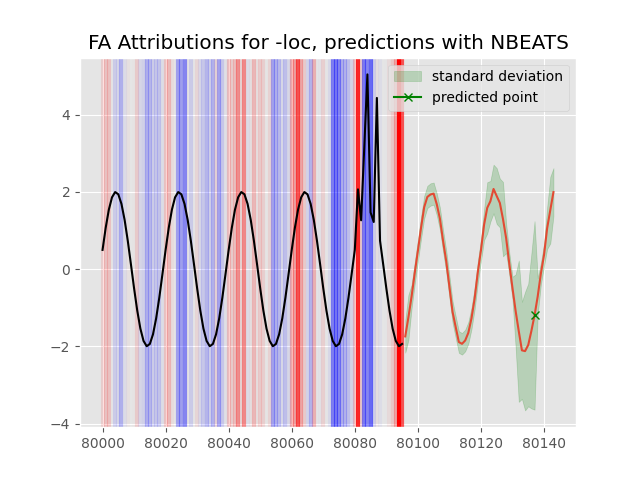 FA Attributions for -loc, predictions with NBEATS
standard deviation
predicted point
4
2
0
−2
−4
80000 80020 80040 80060 80080 80100 80120 80140